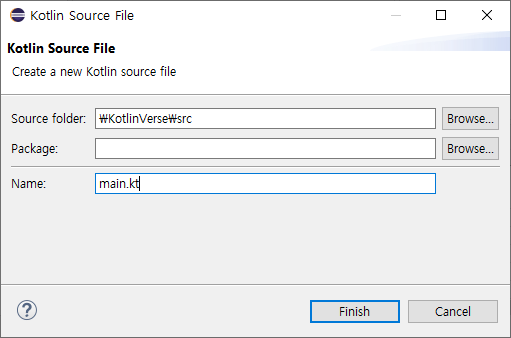 Kotlin Source File
Kotlin Source File
Create a new Kotlin source file
Source folder: ₩KotlinVerse₩src Browse...
Package: Browse...
Name: main.kt
? Finish Cancel